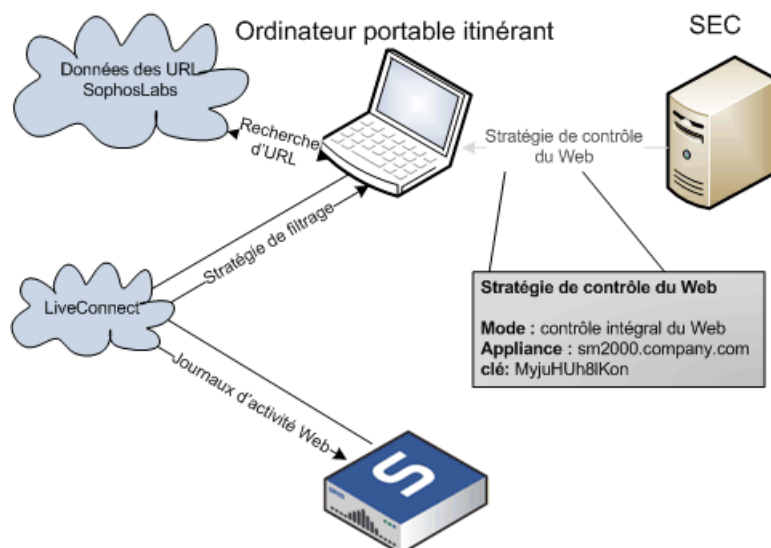 Ordinateur portable itinérant
SEC
Données des URL
SophosLabs
Recherche
d'URL
Stratégie de contrôle
du Web
Stratégie de filtrage
LiveConnect
Stratégie de contrôle du Web
Mode : contrôle intégral du Web
Appliance : sm2000.company.com
clé: MyjuHUh8lKon
Journaux d'activité Web
S